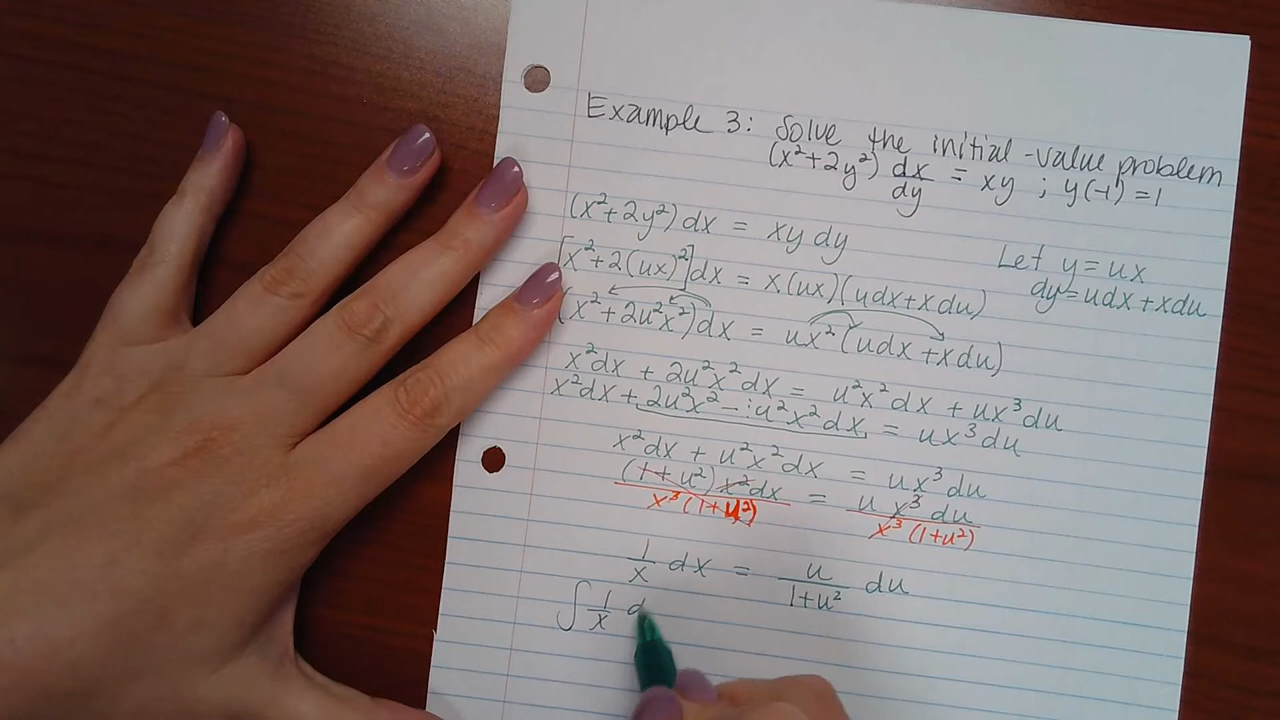 Example 3: Solve the initial-value problem
(x²+2y²) dx/dy = xy ; y(-1)=1
(x²+2y²)dx = xy dy
Let y=ux
[x²+2(ux)²]dx = x(ux)(udx+xdu)
dy=udx+xdu
(x²+2u²x²)dx = ux²(udx+xdu)
x²dx + 2u²x²dx = u²x²dx + ux³du
x²dx + 2u²x² - u²x²dx = ux³du
x²dx + u²x²dx = ux³du
(1+u²)x²dx / x³(1+u²) = ux³du / x³(1+u²)
1/x dx = u/1+u² du
∫ 1/x d